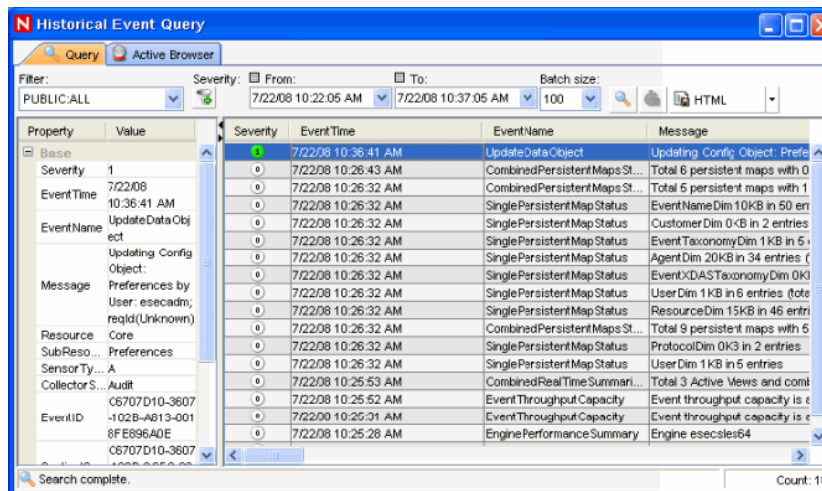 Historical Event Query
Query Active Browser
Filter: Severity: From: To: Batch size:
PUBLIC:ALL 7/22/08 10:22:05 AM 7/22/08 10:37:05 AM 100 HTML
Property Value
Base
Severity 1
EventTime 7/22/08
10:36:41 AM
EventName UpdateDataObj
ect
Message Updating Config
Object:
Preferences by
User: esecadm;
reqId(Unknown)
Resource Core
SubReso... Preferences
SensorTy... A
CollectorS... Audit
EventID C6707D10-3607
-102B-A813-001
8FE896A0E
C6707D10-3607
Severity EventTime EventName Message
1 7/22/08 10:36:41 AM UpdateDataObject Updating Config Object: Prefe
0 7/22/08 10:26:43 AM CombinedPersistentMapsSt... Total 6 persistent maps with 0
0 7/22/08 10:26:32 AM CombinedPersistentMapsSt... Total 5 persistent maps with 1
0 7/22/08 10:26:32 AM SinglePersistentMapStatus EventNameDim 10KB in 50 en
0 7/22/08 10:26:32 AM SinglePersistentMapStatus CustomerDim 0KB in 2 entries
0 7/22/08 10:26:32 AM SinglePersistentMapStatus EventTaxonomyDim 1KB in 5
0 7/22/08 10:26:32 AM SinglePersistentMapStatus AgentDim 20KB in 34 entries (
0 7/22/08 10:26:32 AM SinglePersistentMapStatus EventXDASTaxonomyDim 0K
0 7/22/08 10:26:32 AM SinglePersistentMapStatus UserDim 1KB in 6 entries (tota
0 7/22/08 10:26:32 AM SinglePersistentMapStatus ResourceDim 15KB in 46 entri
0 7/22/08 10:26:32 AM CombinedPersistentMapsSt... Total 9 persistent maps with 5
0 7/22/08 10:26:32 AM SinglePersistentMapStatus ProtocolDim 0KB in 2 entries
0 7/22/08 10:26:32 AM SinglePersistentMapStatus UserDim 1KB in 5 entries
0 7/22/08 10:25:53 AM CombinedRealTimeSummari... Total 3 Active Views and comb
0 7/22/08 10:25:52 AM EventThroughputCapacity Event throughput capacity is
0 7/22/08 10:25:31 AM EventThroughputCapacity Event throughput capacity is
0 7/22/08 10:25:28 AM EnginePerformanceSummary Engine esecsles64
Search complete. Count: 18